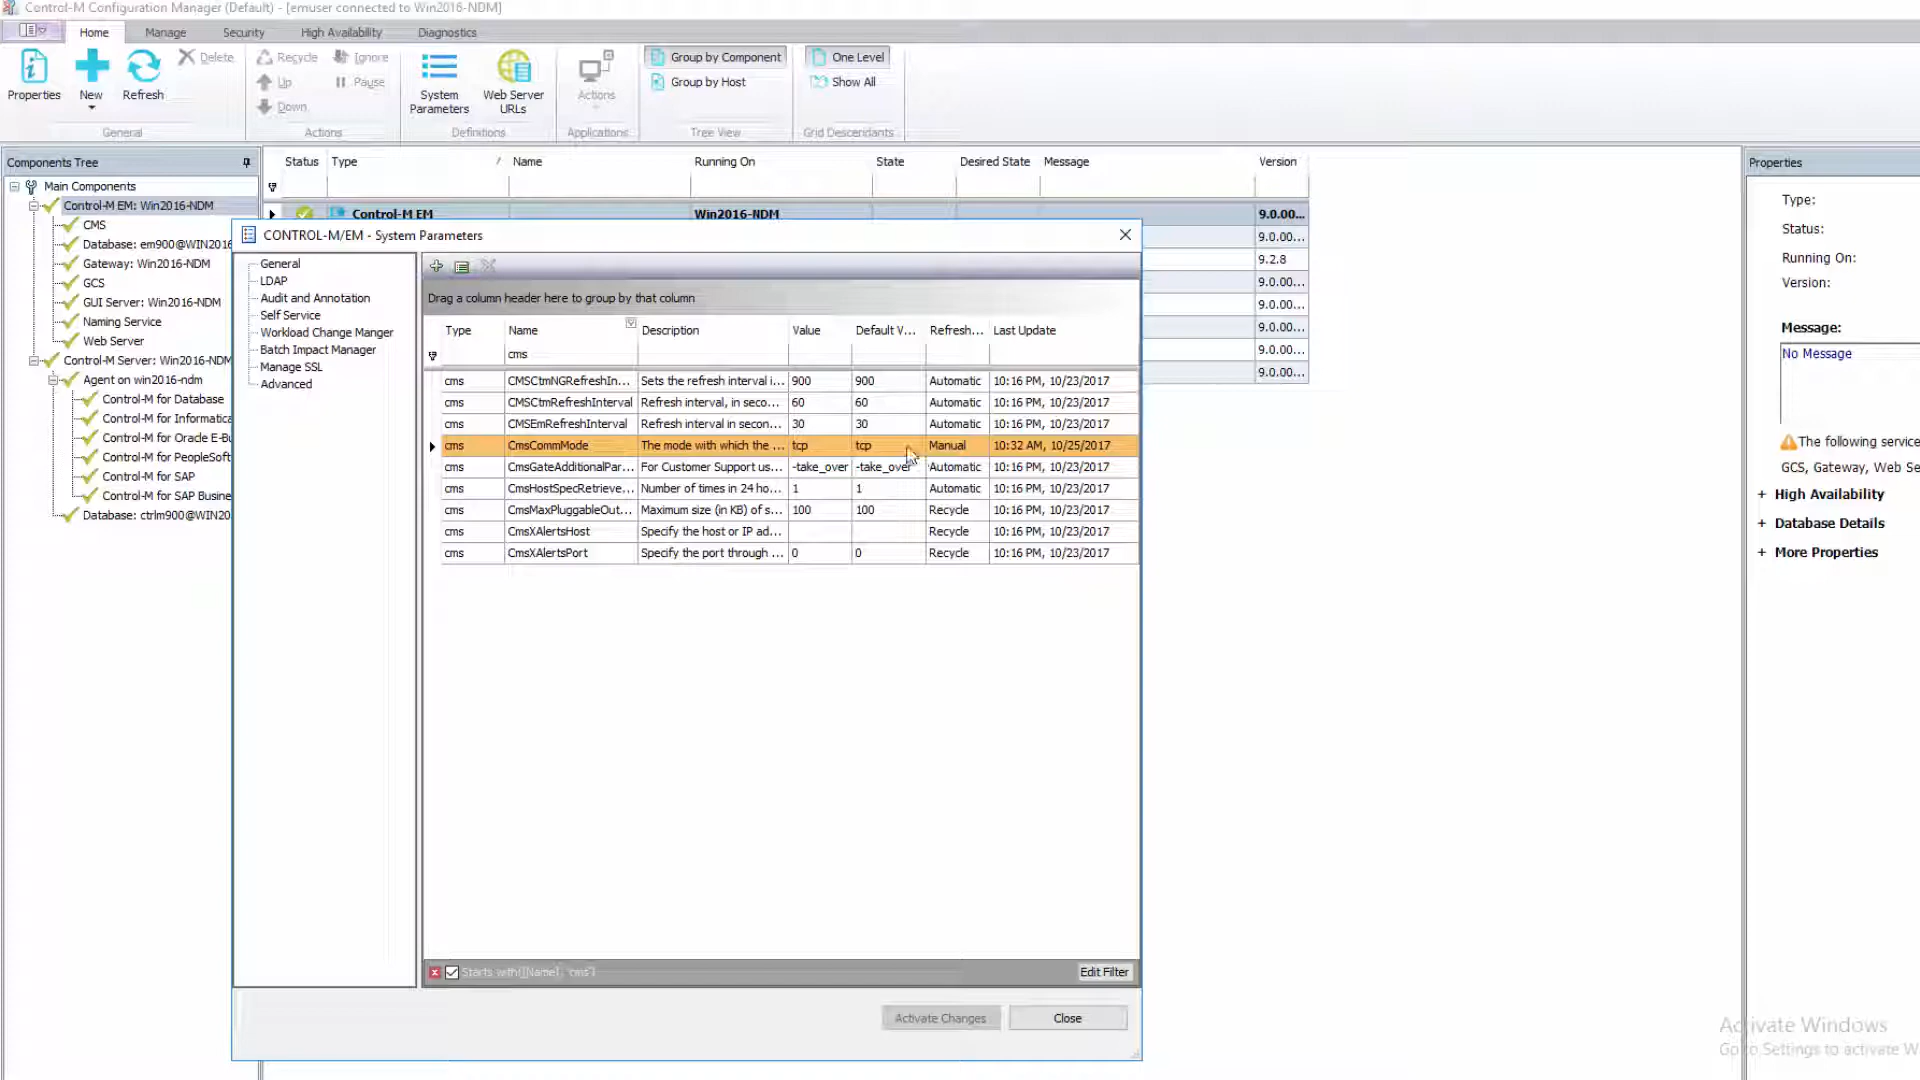 Control-M Configuration Manager (Default) - [emuser connected to Win2016-NDM]
Home Manage Security High Availability Diagnostics
Properties New Refresh Delete
Recycle Ignore
Up Pause
Down
System Parameters
Web Server URLs
Actions
Group by Component
Group by Host
One Level
Show All
General Actions Definitions Applications Tree View Grid Descendants
Components Tree
Main Components
Control-M EM: Win2016-NDM
CMS
Database: em900@WIN2016
Gateway: Win2016-NDM
GCS
GUI Server: Win2016-NDM
Naming Service
Web Server
Control-M Server: Win2016-NDM
Agent on win2016-ndm
Control-M for Database
Control-M for Informatica
Control-M for Oracle E-Bu
Control-M for PeopleSoft
Control-M for SAP
Control-M for SAP Busine
Database: ctrlm900@WIN20
Status Type / Name Running On State Desired State Message Version
Control-M EM Win2016-NDM 9.0.00...
9.0.00...
9.2.8
9.0.00...
9.0.00...
9.0.00...
9.0.00...
9.0.00...
CONTROL-M/EM - System Parameters
General
LDAP
Audit and Annotation
Self Service
Workload Change Manger
Batch Impact Manager
Manage SSL
Advanced
Drag a column header here to group by that column
Type Name Description Value Default V... Refresh... Last Update
cms
cms CMSCtmNGRefreshIn... Sets the refresh interval i... 900 900 Automatic 10:16 PM, 10/23/2017
cms CMSCtmRefreshInterval Refresh interval, in seco... 60 60 Automatic 10:16 PM, 10/23/2017
cms CMSEmRefreshInterval Refresh interval in secon... 30 30 Automatic 10:16 PM, 10/23/2017
cms CmsCommMode The mode with which the ... tcp tcp Manual 10:32 AM, 10/25/2017
cms CmsGateAdditionalPar... For Customer Support us... -take_over -take_over Automatic 10:16 PM, 10/23/2017
cms CmsHostSpecRetrieve... Number of times in 24 ho... 1 1 Automatic 10:16 PM, 10/23/2017
cms CmsMaxPluggableOut... Maximum size (in KB) of s... 100 100 Recycle 10:16 PM, 10/23/2017
cms CmsXAlertsHost Specify the host or IP ad... Recycle 10:16 PM, 10/23/2017
cms CmsXAlertsPort Specify the port through ... 0 0 Recycle 10:16 PM, 10/23/2017
Starts with([Name], 'cms') Edit Filter
Activate Changes Close
Properties
Type:
Status:
Running On:
Version:
Message:
No Message
The following service
GCS, Gateway, Web Se
+ High Availability
+ Database Details
+ More Properties
Activate Windows
Go to Settings to activate W